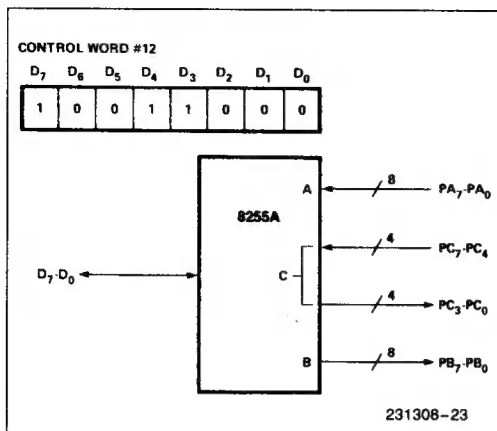 CONTROL WORD #12
D7 D6 D5 D4 D3 D2 D1 D0
1 0 0 1 1 0 0 0
A 8 PA7-PA0
8255A
4 PC7-PC4
D7-D0 C
4 PC3-PC0
B 8 PB7-PB0
231308-23